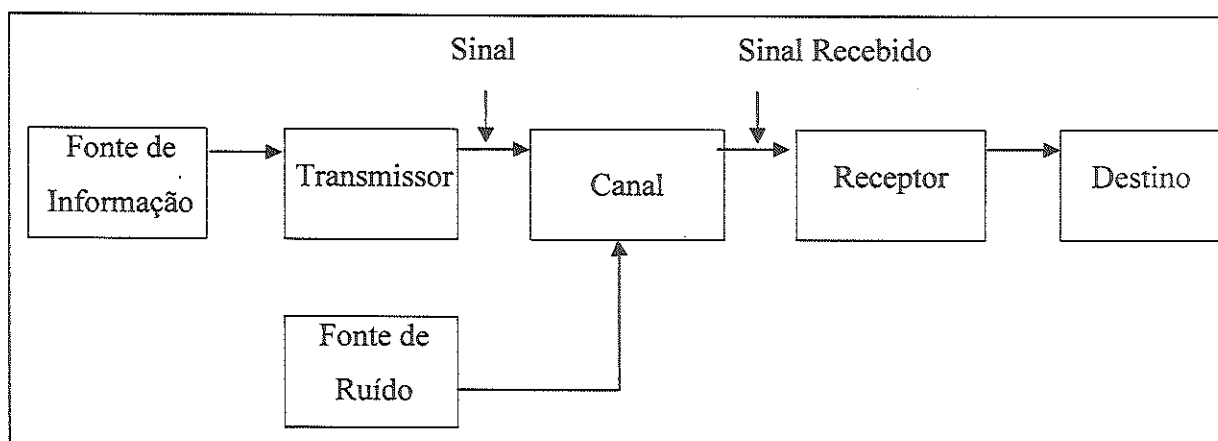 Sinal
Sinal Recebido
Fonte de
Informação
Transmissor
Canal
Receptor
Destino
Fonte de
Ruído